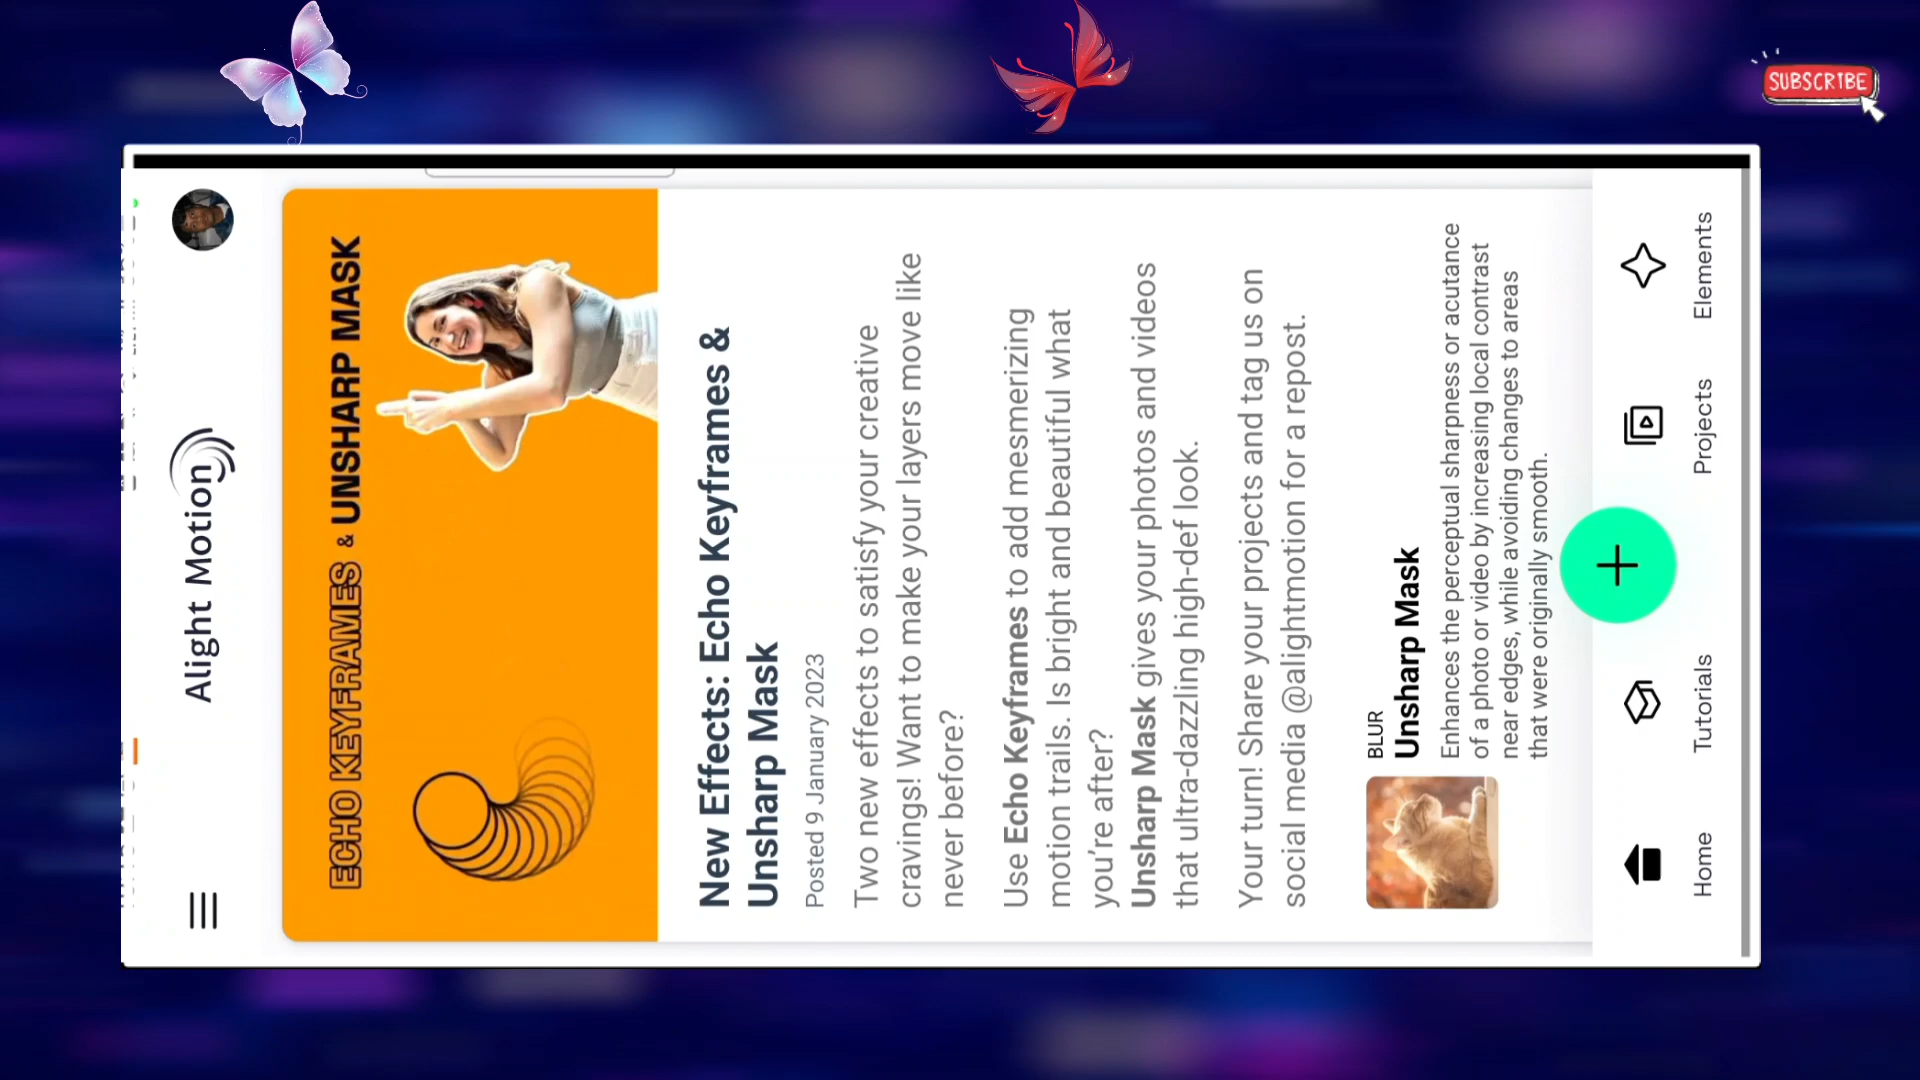 SUBSCRIBE
Alight Motion
ECHO KEYFRAMES & UNSHARP MASK
New Effects: Echo Keyframes &
Unsharp Mask
Posted 9 January 2023
Two new effects to satisfy your creative
cravings! Want to make your layers move like
never before?
Use Echo Keyframes to add mesmerizing
motion trails. Is bright and beautiful what
you're after?
Unsharp Mask gives your photos and videos
that ultra-dazzling high-def look.
Your turn! Share your projects and tag us on
social media @alightmotion for a repost.
BLUR
Unsharp Mask
Enhances the perceptual sharpness or acutance
of a photo or video by increasing local contrast
near edges, while avoiding changes to areas
that were originally smooth.
Home
Tutorials
Projects
Elements